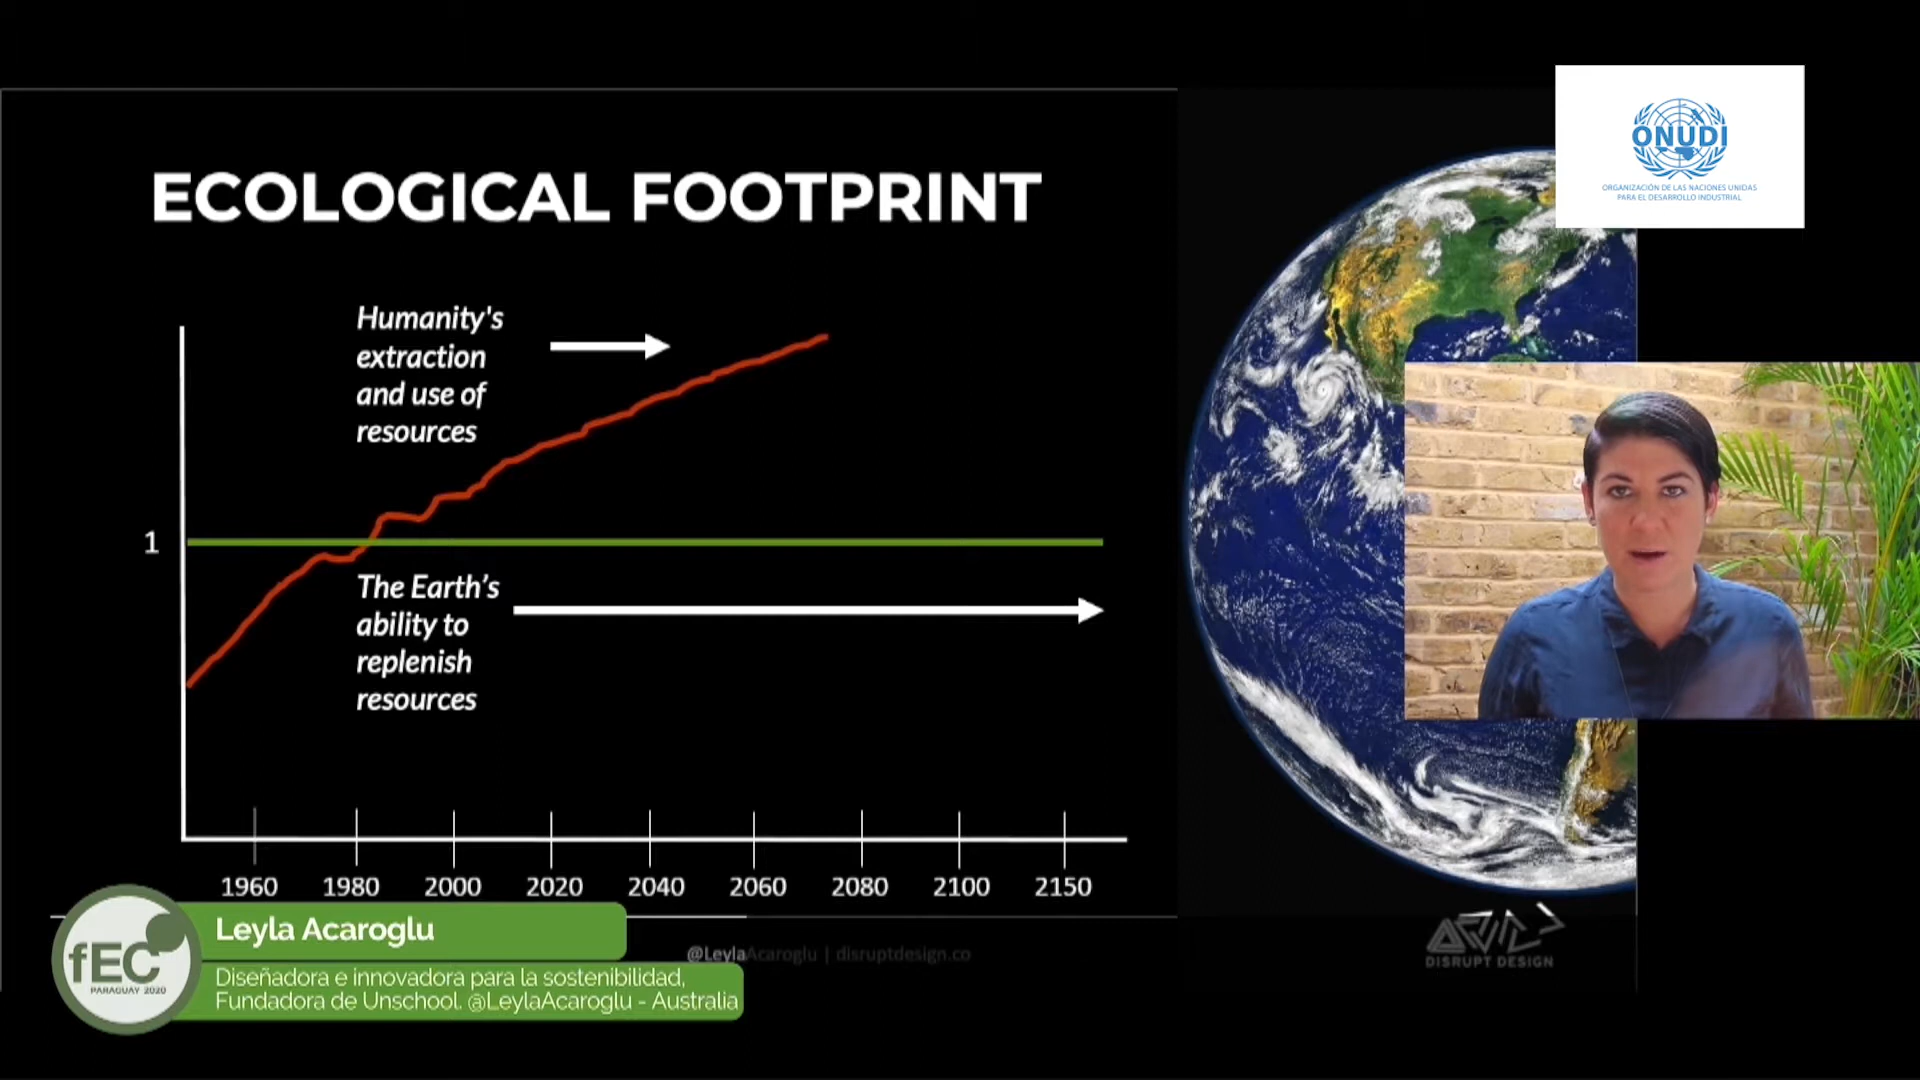 ECOLOGICAL FOOTPRINT
Humanity's
extraction
and use of
resources
1
The Earth's
ability to
replenish
resources
1960 1980 2000 2020 2040 2060 2080 2100 2150
@LeylaAcaroglu | disruptdesign.co
DISRUPT DESIGN
ONUDI
ORGANIZACIÓN DE LAS NACIONES UNIDAS
PARA EL DESARROLLO INDUSTRIAL
fEC
PARAGUAY 2020
Leyla Acaroglu
Diseñadora e innovadora para la sostenibilidad,
Fundadora de Unschool. @LeylaAcaroglu - Australia